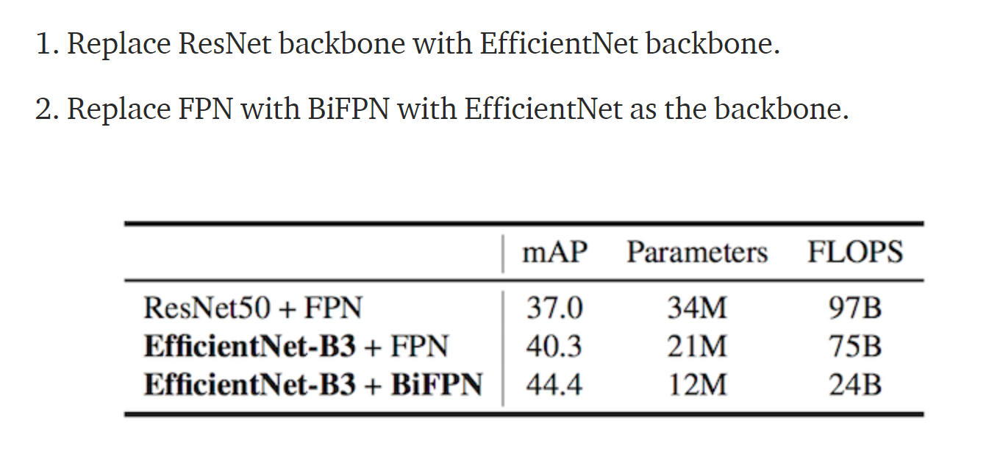 1. Replace ResNet backbone with EfficientNet backbone.
2. Replace FPN with BiFPN with EfficientNet as the backbone.
mAP Parameters FLOPS
ResNet50 + FPN 37.0 34M 97B
EfficientNet-B3 + FPN 40.3 21M 75B
EfficientNet-B3 + BiFPN 44.4 12M 24B